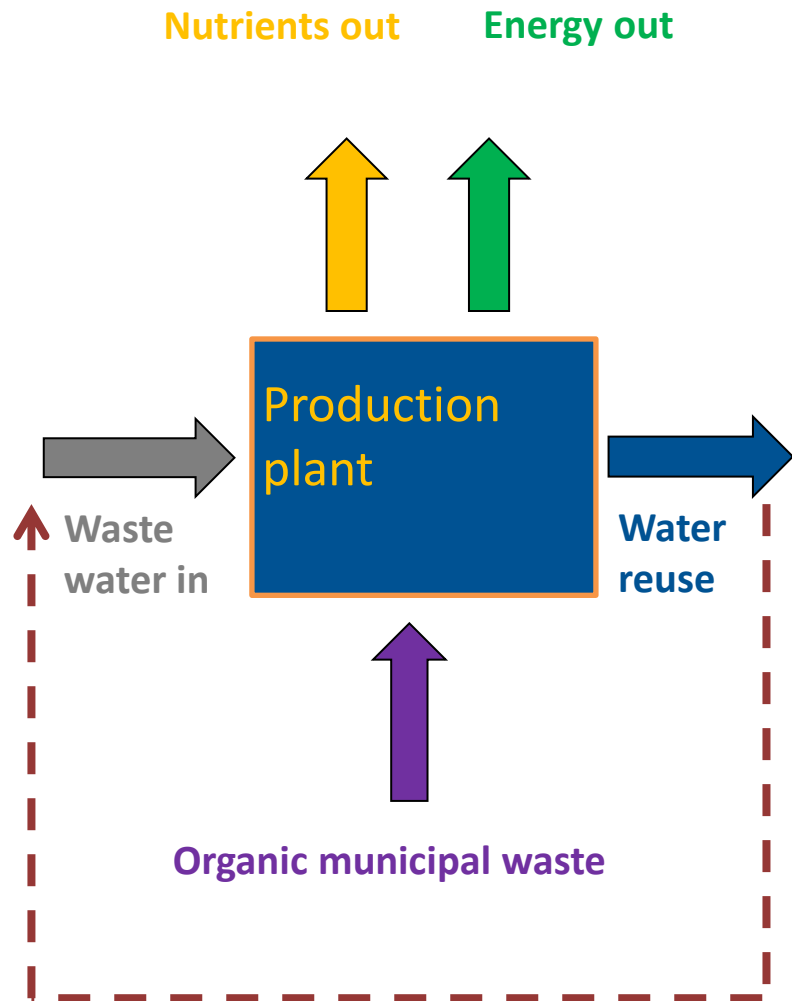 Nutrients out
Energy out
Production
plant
Waste
water in
Water
reuse
Organic municipal waste